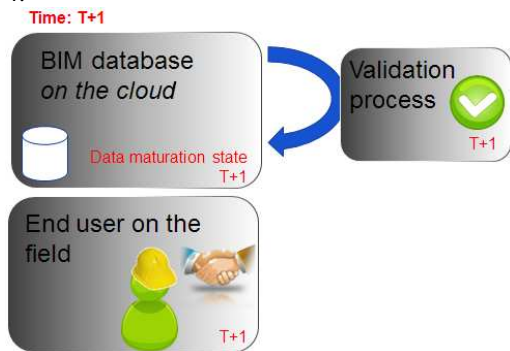 Time: T+1
BIM database
on the cloud
Data maturation state
T+1
Validation
process
T+1
End user on the
field
T+1